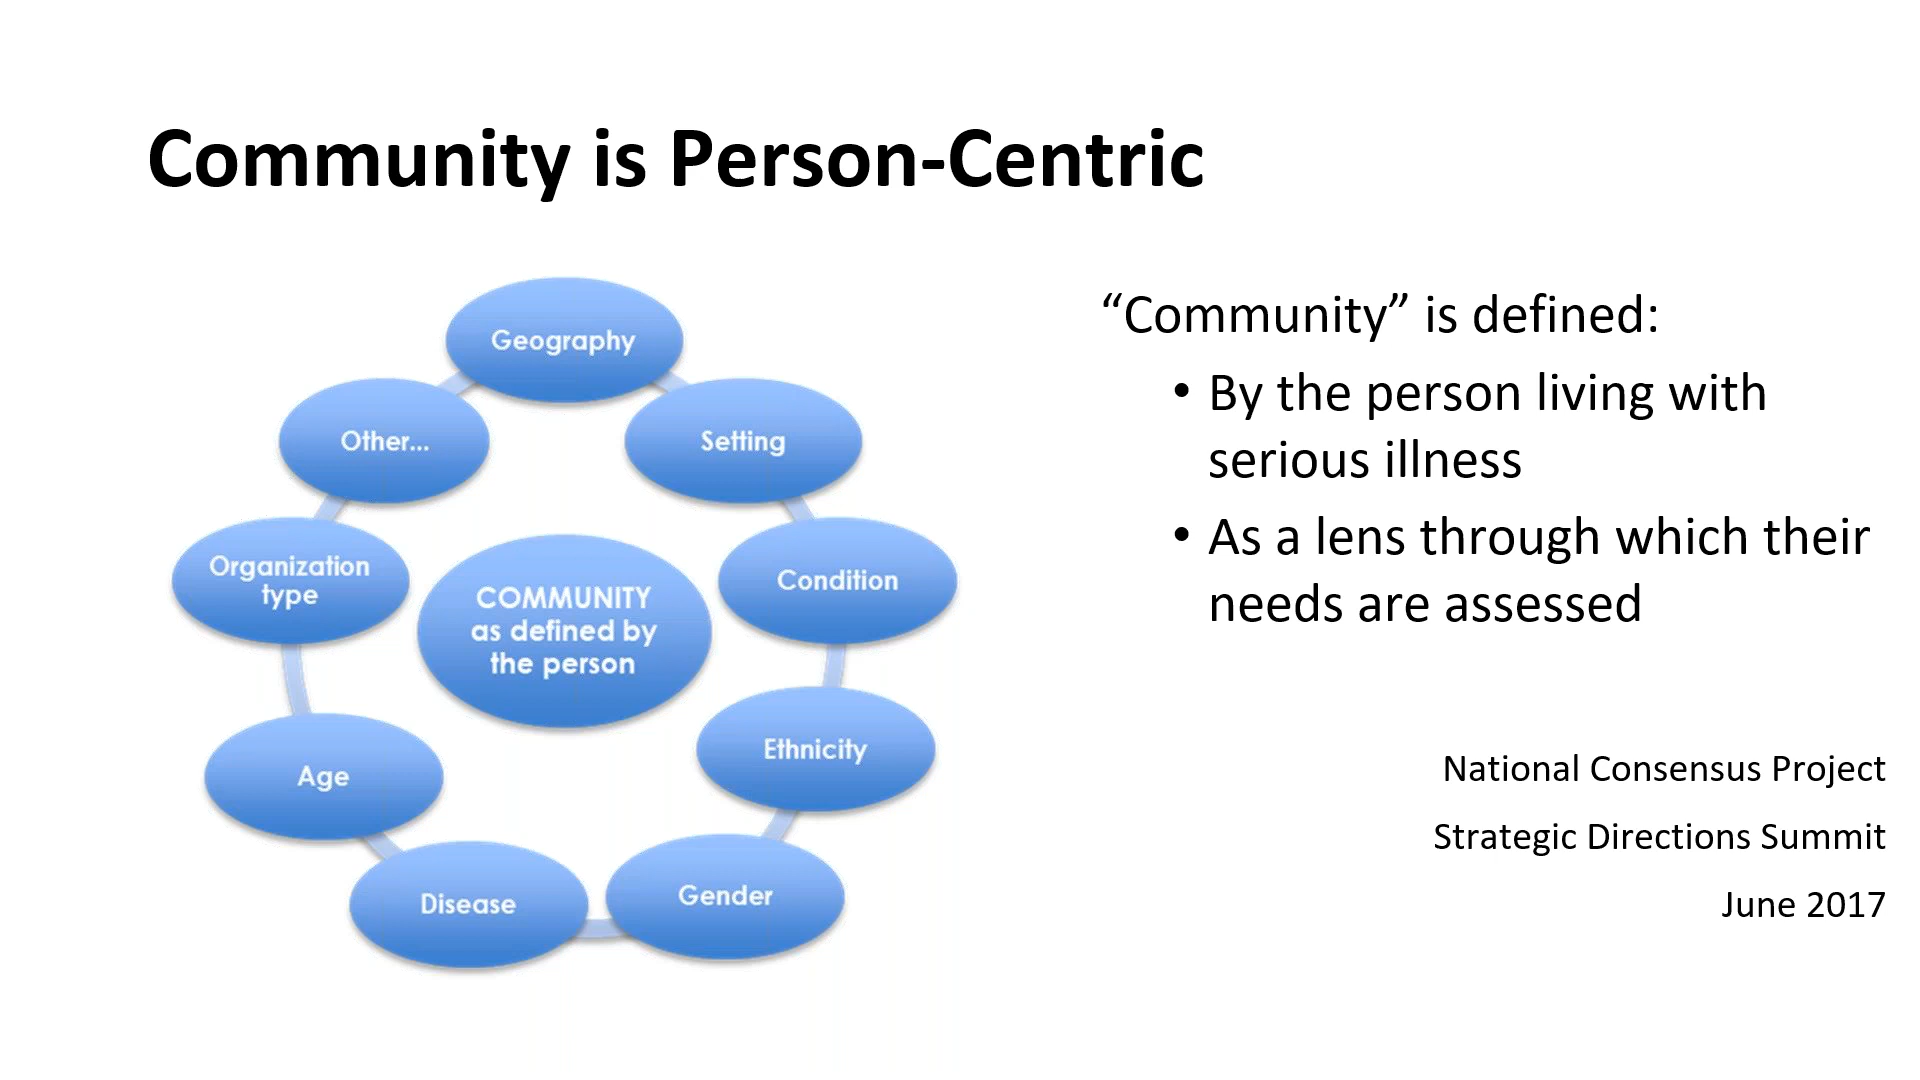 Community is Person-Centric
Geography
Other...
Setting
Organization
type
COMMUNITY
as defined by
the person
Condition
Age
Ethnicity
Disease
Gender
“Community” is defined:
• By the person living with
serious illness
• As a lens through which their
needs are assessed
National Consensus Project
Strategic Directions Summit
June 2017